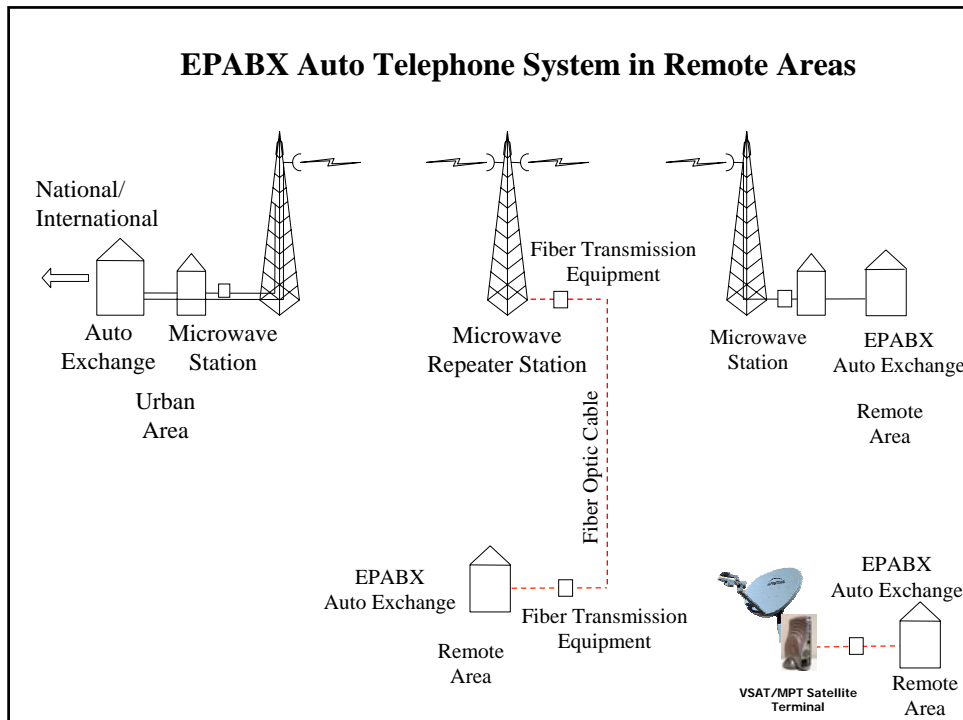 EPABX Auto Telephone System in Remote Areas
National/
International
Fiber Transmission
Equipment
Auto
Exchange
Microwave
Station
Urban
Area
Microwave
Repeater Station
Microwave
Station
EPABX
Auto Exchange
Remote
Area
Fiber Optic Cable
EPABX
Auto Exchange
Remote
Area
Fiber Transmission
Equipment
EPABX
Auto Exchange
VSAT/MPT Satellite
Terminal
Remote
Area